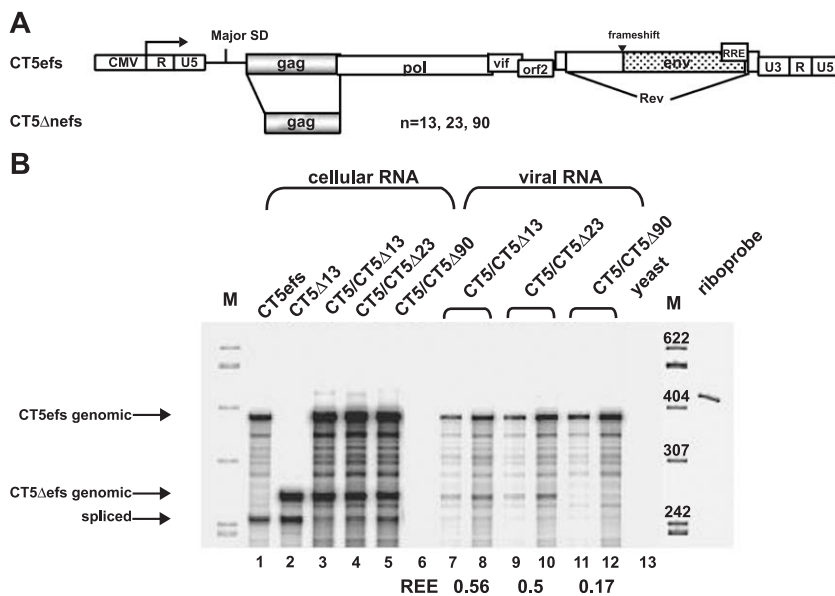 A
Major SD
frameshift
CT5efs
CMV R U5
gag
pol
vif
orf2
RRE
env
U3 R U5
Rev
CT5Δnefs
gag
n=13, 23, 90
B
cellular RNA
viral RNA
M
CT5efs
CT5Δ13
CT5/CT5Δ13
CT5/CT5Δ23
CT5/CT5Δ90
CT5/CT5Δ13
CT5/CT5Δ23
CT5/CT5Δ90
yeast
M
riboprobe
622
404
307
242
CT5efs genomic
CT5Δefs genomic
spliced
1 2 3 4 5 6 7 8 9 10 11 12 13
REE 0.56 0.5 0.17